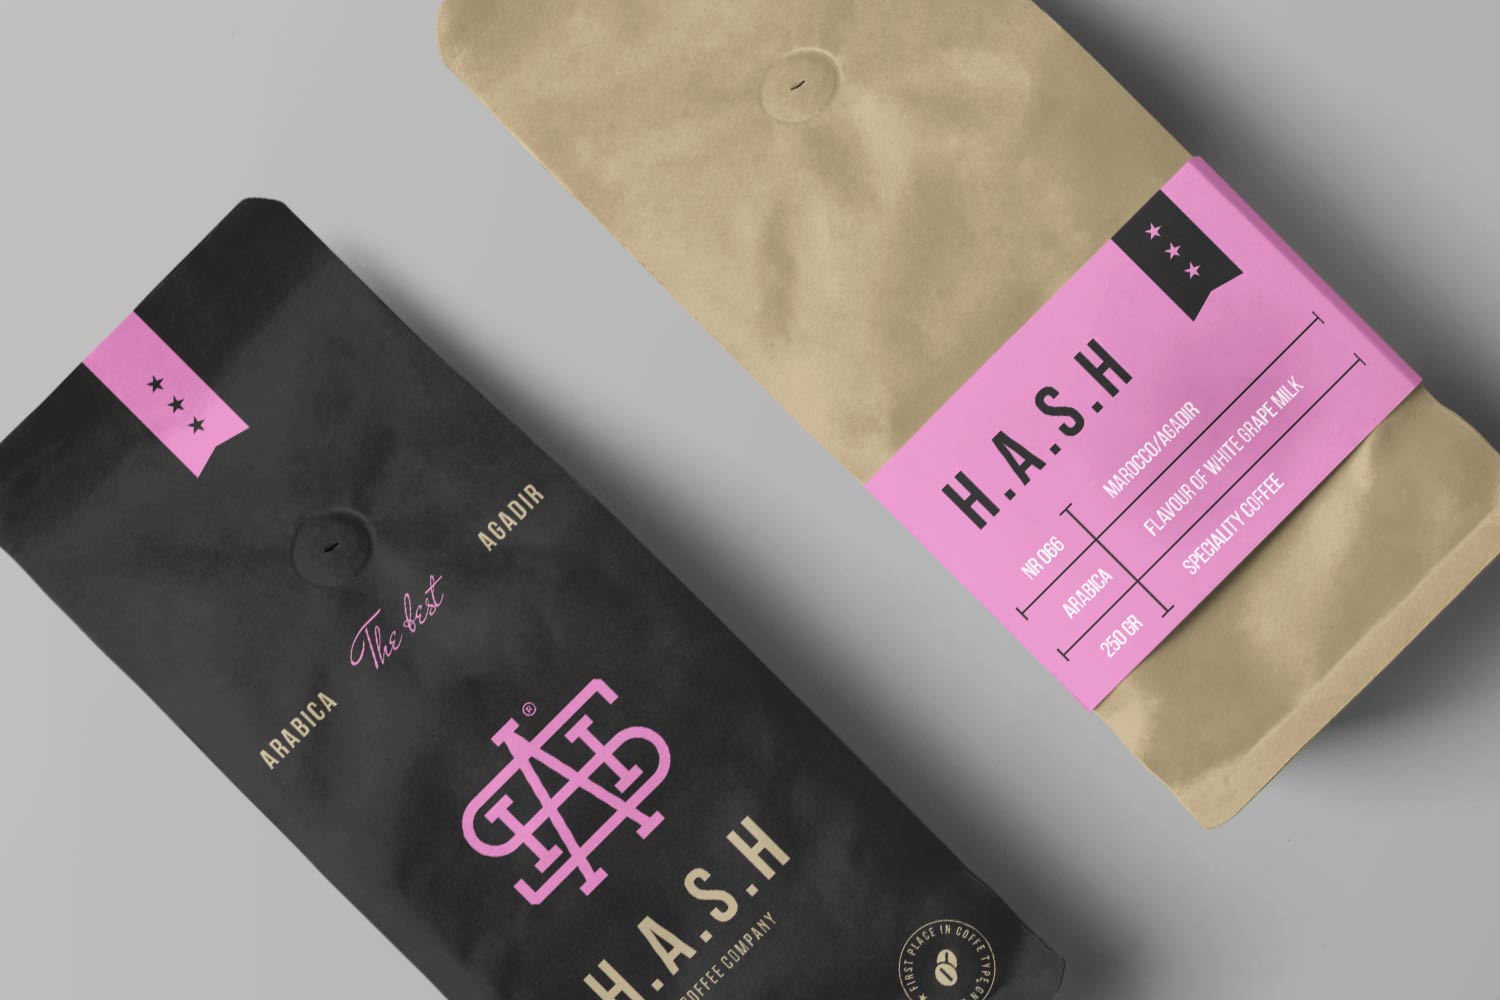 ARABICA
The best
AGADIR
®
H.A.S.H
COFFEE COMPANY
FIRST PLACE IN COFFE TYPE
H.A.S.H
NR 066
MAROCCO/AGADIR
ARABICA
FLAVOUR OF WHITE GRAPE MILK
250 GR
SPECIALITY COFFEE